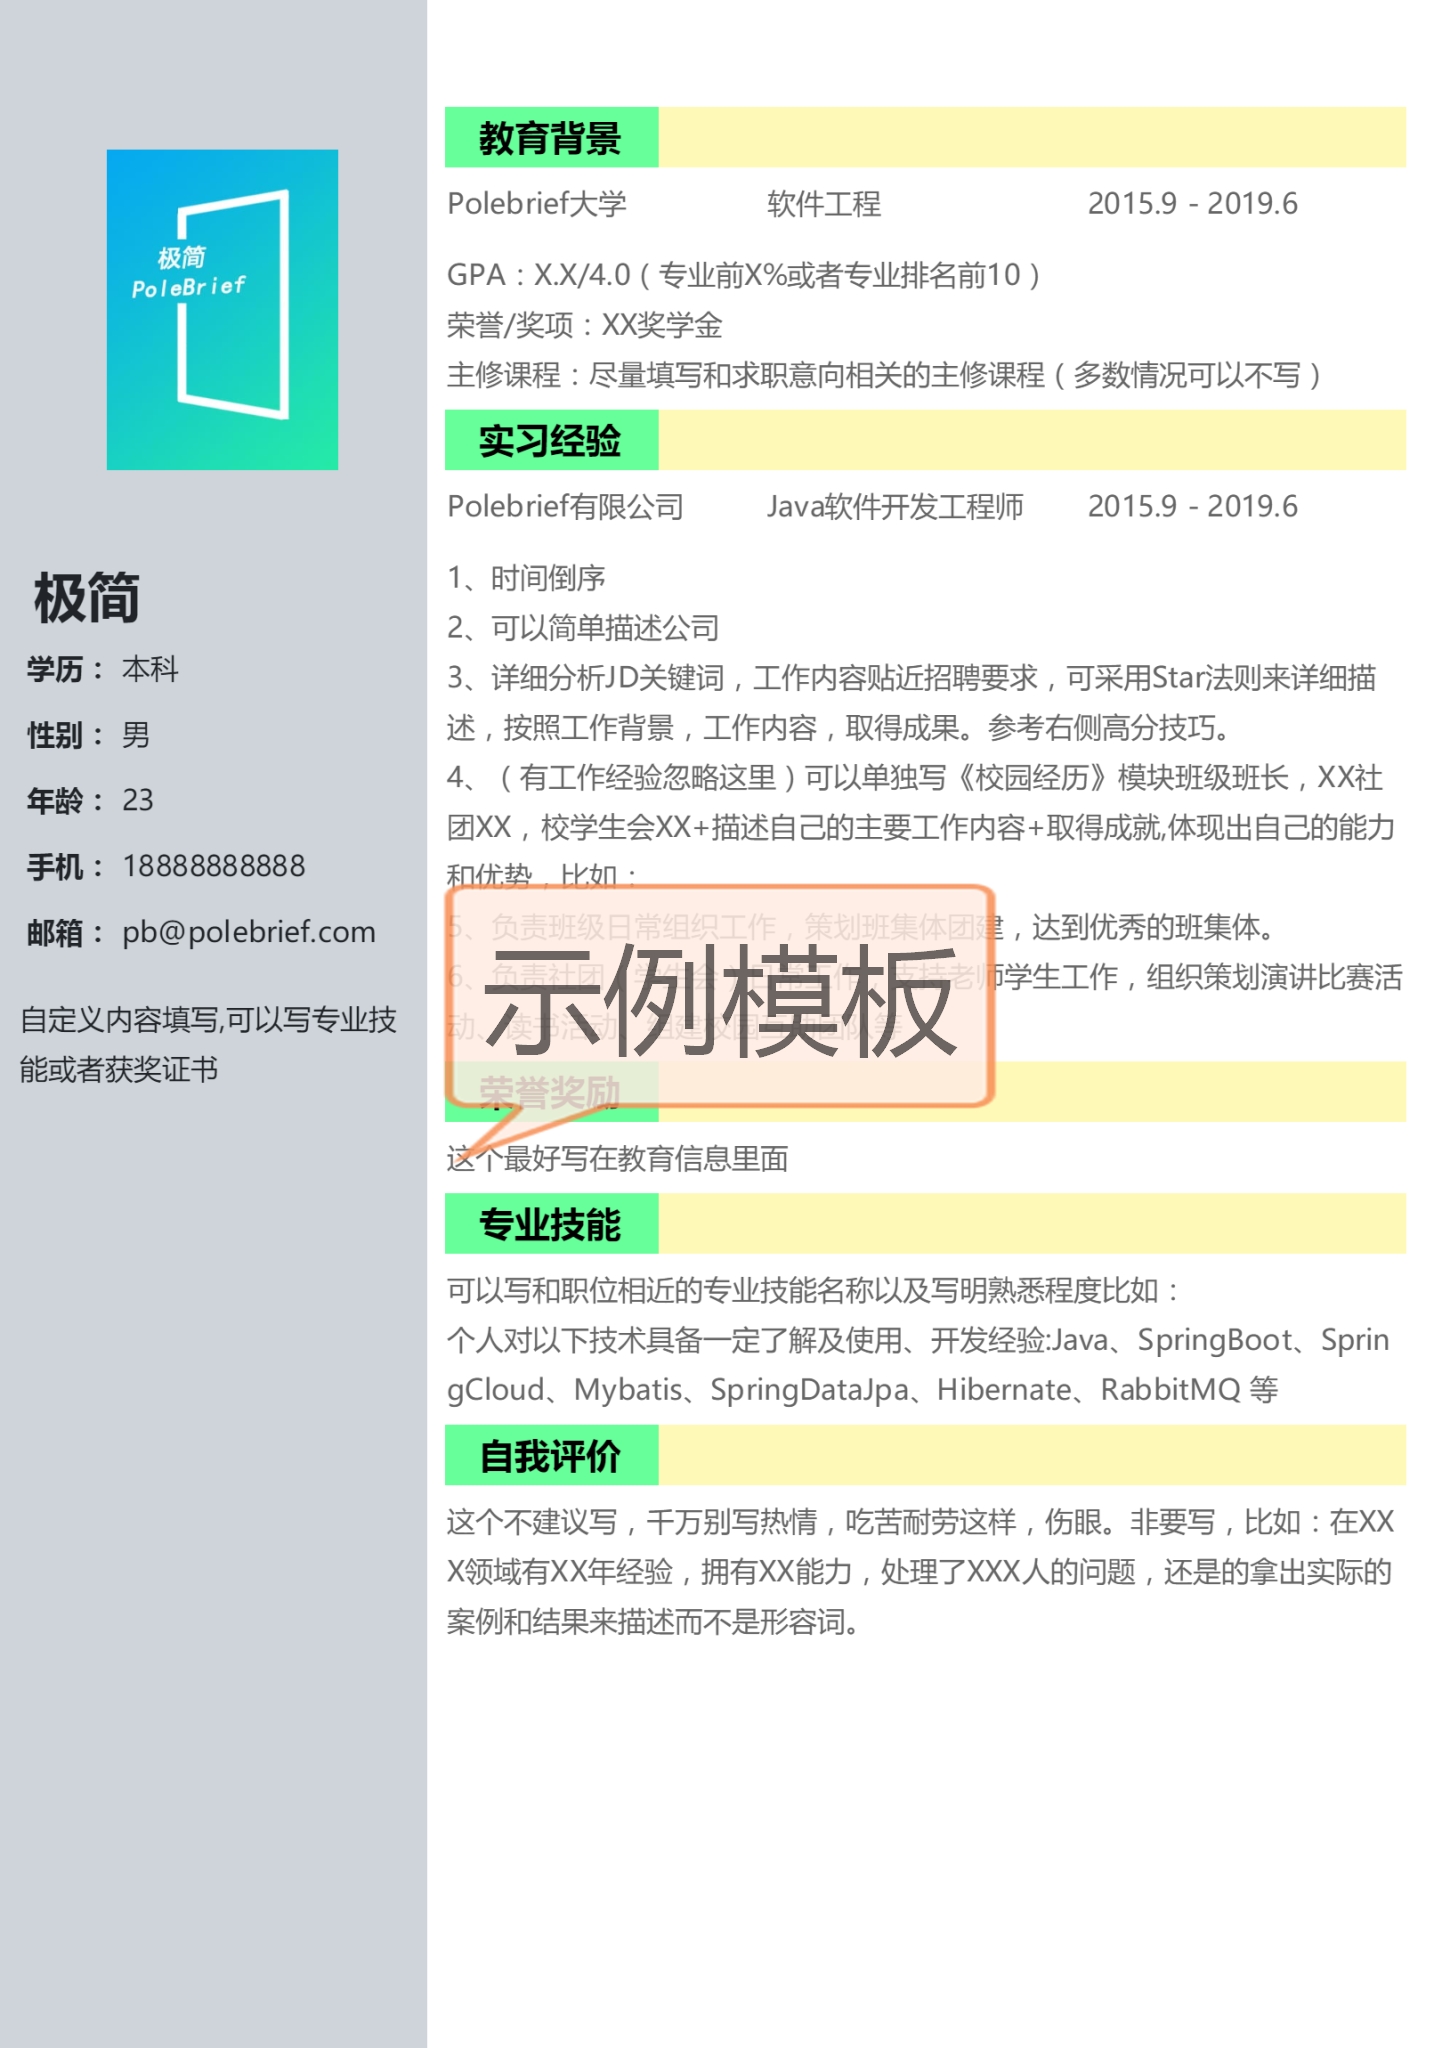 极简
PoleBrief
极简
学历： 本科
性别： 男
年龄： 23
手机： 18888888888
邮箱： pb@polebrief.com
自定义内容填写,可以写专业技
能或者获奖证书
教育背景
Polebrief大学 软件工程 2015.9 - 2019.6
GPA：X.X/4.0（专业前X%或者专业排名前10）
荣誉/奖项：XX奖学金
主修课程：尽量填写和求职意向相关的主修课程（多数情况可以不写）
实习经验
Polebrief有限公司 Java软件开发工程师 2015.9 - 2019.6
1、时间倒序
2、可以简单描述公司
3、详细分析JD关键词，工作内容贴近招聘要求，可采用Star法则来详细描
述，按照工作背景，工作内容，取得成果。参考右侧高分技巧。
4、（有工作经验忽略这里）可以单独写《校园经历》模块班级班长，XX社
团XX，校学生会XX+描述自己的主要工作内容+取得成就,体现出自己的能力
和优势，比如：
5、负责班级日常组织工作，策划班集体团建，达到优秀的班集体。
6、负责社团（学生会）日常工作，支持老师学生工作，组织策划演讲比赛活
动、读书活动、组建校园互助团队等
示例模板
荣誉奖励
这个最好写在教育信息里面
专业技能
可以写和职位相近的专业技能名称以及写明熟悉程度比如：
个人对以下技术具备一定了解及使用、开发经验:Java、SpringBoot、Sprin
gCloud、Mybatis、SpringDataJpa、Hibernate、RabbitMQ 等
自我评价
这个不建议写，千万别写热情，吃苦耐劳这样，伤眼。非要写，比如：在XX
X领域有XX年经验，拥有XX能力，处理了XXX人的问题，还是的拿出实际的
案例和结果来描述而不是形容词。